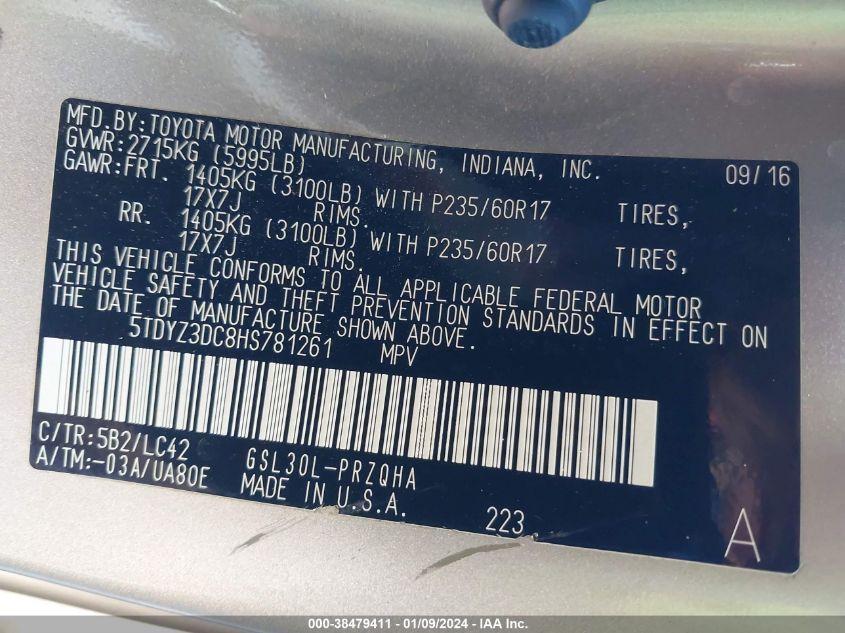 MFD.BY:TOYOTA MOTOR MANUFACTURING, INDIANA, INC. 09/16
GVWR:2715KG (5995LB)
GAWR:FRT. 1405KG (3100LB) WITH P235/60R17 TIRES,
17X7J RIMS.
RR. 1405KG (3100LB) WITH P235/60R17 TIRES,
17X7J RIMS.
THIS VEHICLE CONFORMS TO ALL APPLICABLE FEDERAL MOTOR
VEHICLE SAFETY AND THEFT PREVENTION STANDARDS IN EFFECT ON
THE DATE OF MANUFACTURE SHOWN ABOVE.
5TDYZ3DC8HS781261 MPV
C/TR:5B2/LC42 GSL30L-PRZQHA
A/TM:-03A/UA80E MADE IN U.S.A.
223 A
000-38479411 - 01/09/2024 - IAA Inc.